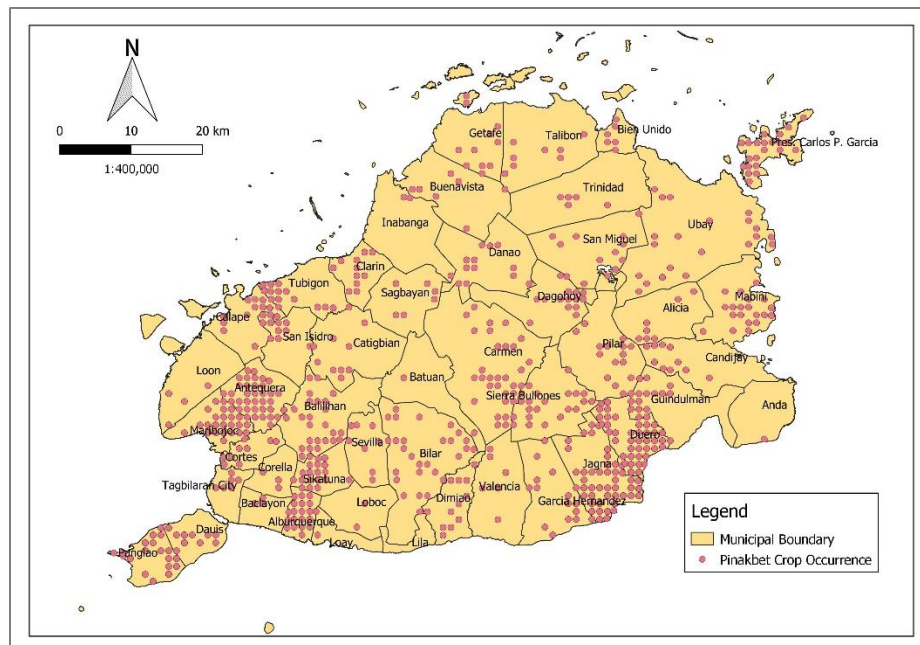 N
0 10 20 km
1:400,000
Getafe
Talibon
Bien Unido
Pres. Carlos P. Garcia
Buenavista
Trinidad
Inabanga
Ubay
San Miguel
Danao
Clarin
Tubigon
Sagbayan
Dagohoy
Alicia
Mabini
Calape
San Isidro
Catigbian
Carmen
Pilar
Candijay
Loon
Antequera
Batuan
Sierra Bullones
Guindulman
Anda
Balilihan
Maribojoc
Duero
Sevilla
Bilar
Cortes
Corella
Jagna
Tagbilaran City
Sikatuna
Valencia
Baclayon
Loboc
Dimiao
Garcia Hernandez
Alburquerque
Dauis
Loay
Lila
Panglao
Legend
Municipal Boundary
Pinakbet Crop Occurrence